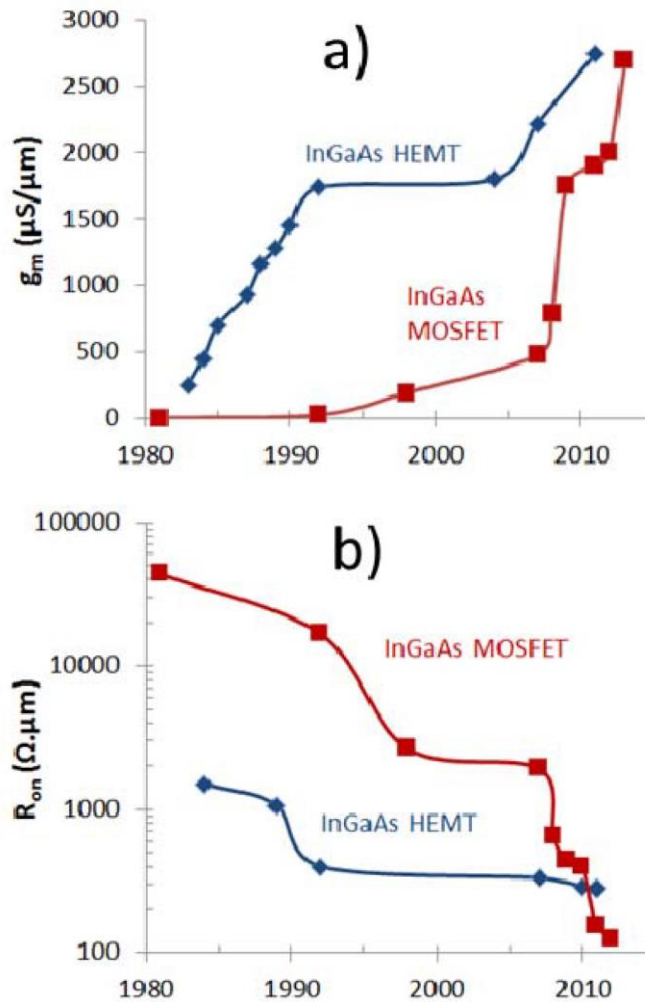 a)
3000
2500
2000
1500
1000
500
0
gm (µS/µm)
InGaAs HEMT
InGaAs
MOSFET
1980
1990
2000
2010
b)
100000
10000
1000
100
Ron (Ω.µm)
InGaAs MOSFET
InGaAs HEMT
1980
1990
2000
2010